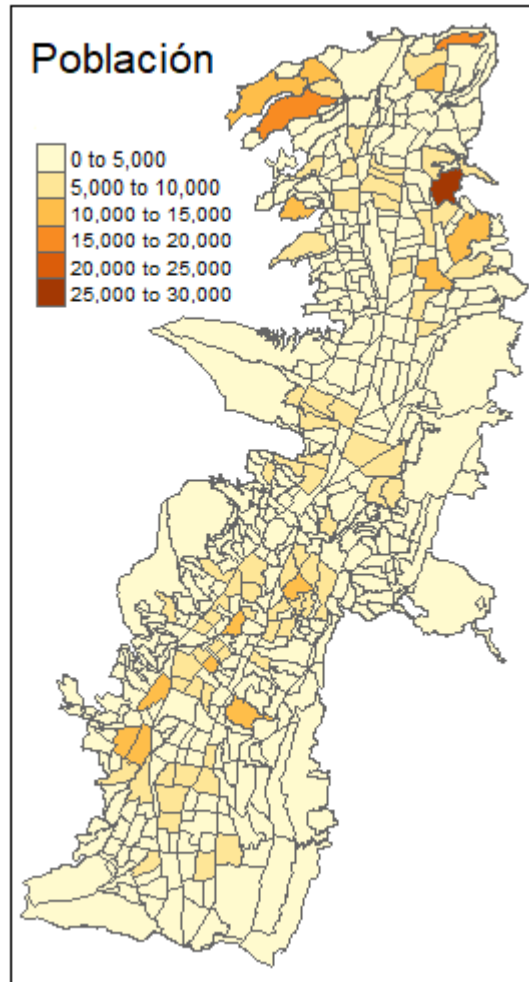 Población
0 to 5,000
5,000 to 10,000
10,000 to 15,000
15,000 to 20,000
20,000 to 25,000
25,000 to 30,000